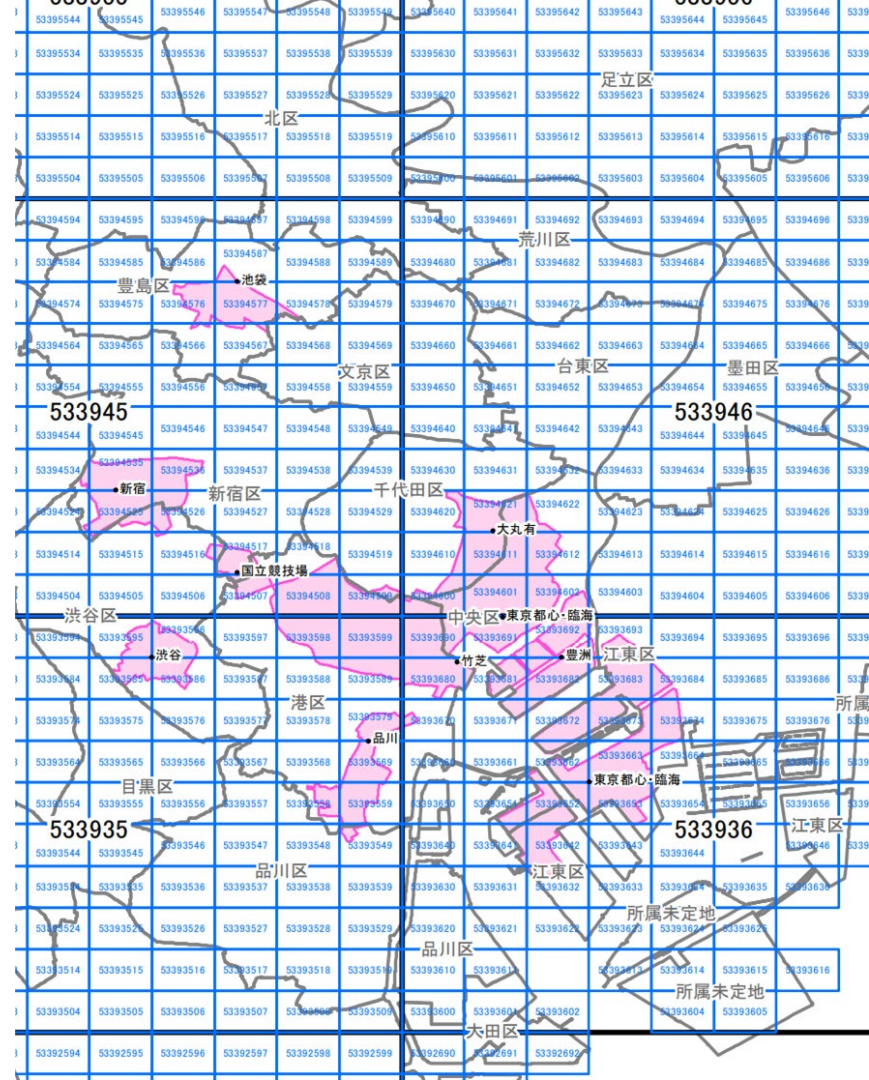 53395544 53395545 53395546 53395547 53395548 53395549 53395640 53395641 53395642 53395643 53395644 53395645 53395646
53395534 53395535 53395536 53395537 53395538 53395539 53395630 53395631 53395632 53395633 53395634 53395635 53395636
足立区
53395524 53395525 53395526 53395527 53395528 53395529 53395620 53395621 53395622 53395623 53395624 53395625 53395626
北区
53395514 53395515 53395516 53395517 53395518 53395519 53395610 53395611 53395612 53395613 53395614 53395615 53395616
53395504 53395505 53395506 53395507 53395508 53395509 53395600 53395601 53395602 53395603 53395604 53395605 53395606
53394594 53394595 53394596 53394597 53394598 53394599 53394690 53394691 53394692 53394693 53394694 53394695 53394696
荒川区
53394584 53394585 53394586 53394587 53394588 53394589 53394680 53394681 53394682 53394683 53394684 53394685 53394686
豊島区 池袋
53394574 53394575 53394576 53394577 53394578 53394579 53394670 53394671 53394672 53394673 53394674 53394675 53394676
53394564 53394565 53394566 53394567 53394568 53394569 53394660 53394661 53394662 53394663 53394664 53394665 53394666
文京区 台東区 墨田区
53394554 53394555 53394556 53394557 53394558 53394559 53394650 53394651 53394652 53394653 53394654 53394655 53394656
533945 533946
53394544 53394545 53394546 53394547 53394548 53394549 53394640 53394641 53394642 53394643 53394644 53394645 53394646
53394534 53394535 53394536 53394537 53394538 53394539 53394630 53394631 53394632 53394633 53394634 53394635 53394636
新宿 新宿区 千代田区
53394524 53394525 53394526 53394527 53394528 53394529 53394620 53394621 53394622 53394623 53394624 53394625 53394626
大丸有
53394514 53394515 53394516 53394517 53394518 53394519 53394610 53394611 53394612 53394613 53394614 53394615 53394616
国立競技場
53394504 53394505 53394506 53394507 53394508 53394509 53394600 53394601 53394602 53394603 53394604 53394605 53394606
渋谷区 中央区 東京都心・臨海
53393594 53393595 53393596 53393597 53393598 53393599 53393690 53393691 53393692 53393693 53393694 53393695 53393696
渋谷 竹芝 豊洲 江東区
53393584 53393585 53393586 53393587 53393588 53393589 53393680 53393681 53393682 53393683 53393684 53393685 53393686
港区 所属
53393574 53393575 53393576 53393577 53393578 53393579 53393670 53393671 53393672 53393673 53393674 53393675 53393676
品川
53393564 53393565 53393566 53393567 53393568 53393569 53393660 53393661 53393662 53393663 53393664 53393665 53393666
目黒区 東京都心・臨海
53393554 53393555 53393556 53393557 53393558 53393559 53393650 53393651 53393652 53393653 53393654 53393655 53393656
533935 533936 江東区
53393544 53393545 53393546 53393547 53393548 53393549 53393640 53393641 53393642 53393643 53393644 53393646
品川区 江東区
53393534 53393535 53393536 53393537 53393538 53393539 53393630 53393631 53393632 53393633 53393634 53393635 53393636
所属未定地
53393524 53393525 53393526 53393527 53393528 53393529 53393620 53393621 53393622 53393623 53393624 53393625
品川区
53393514 53393515 53393516 53393517 53393518 53393519 53393610 53393611 53393613 53393614 53393615 53393616
所属未定地
53393504 53393505 53393506 53393507 53393508 53393509 53393600 53393601 53393602 53393604 53393605
大田区
53392594 53392595 53392596 53392597 53392598 53392599 53392690 53392691 53392692